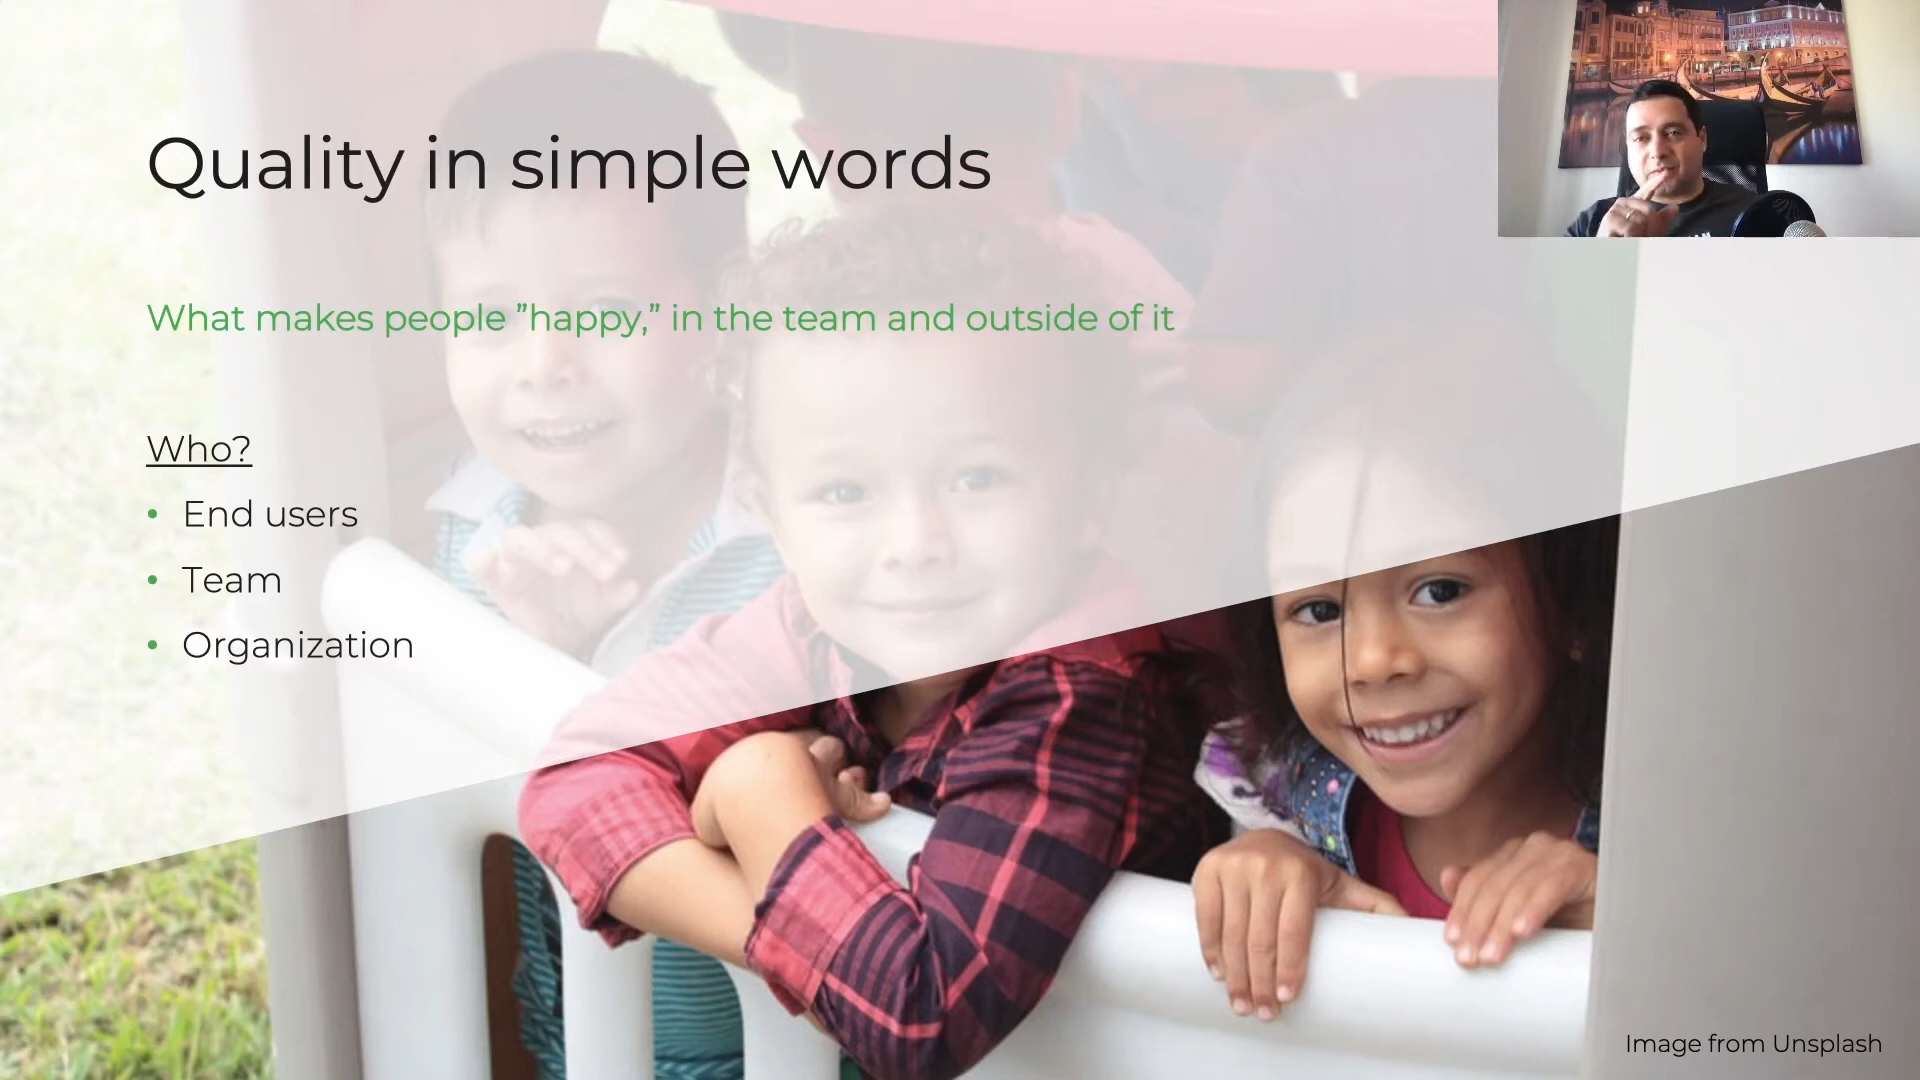 Quality in simple words
What makes people ”happy,” in the team and outside of it
Who?
• End users
• Team
• Organization
Image from Unsplash